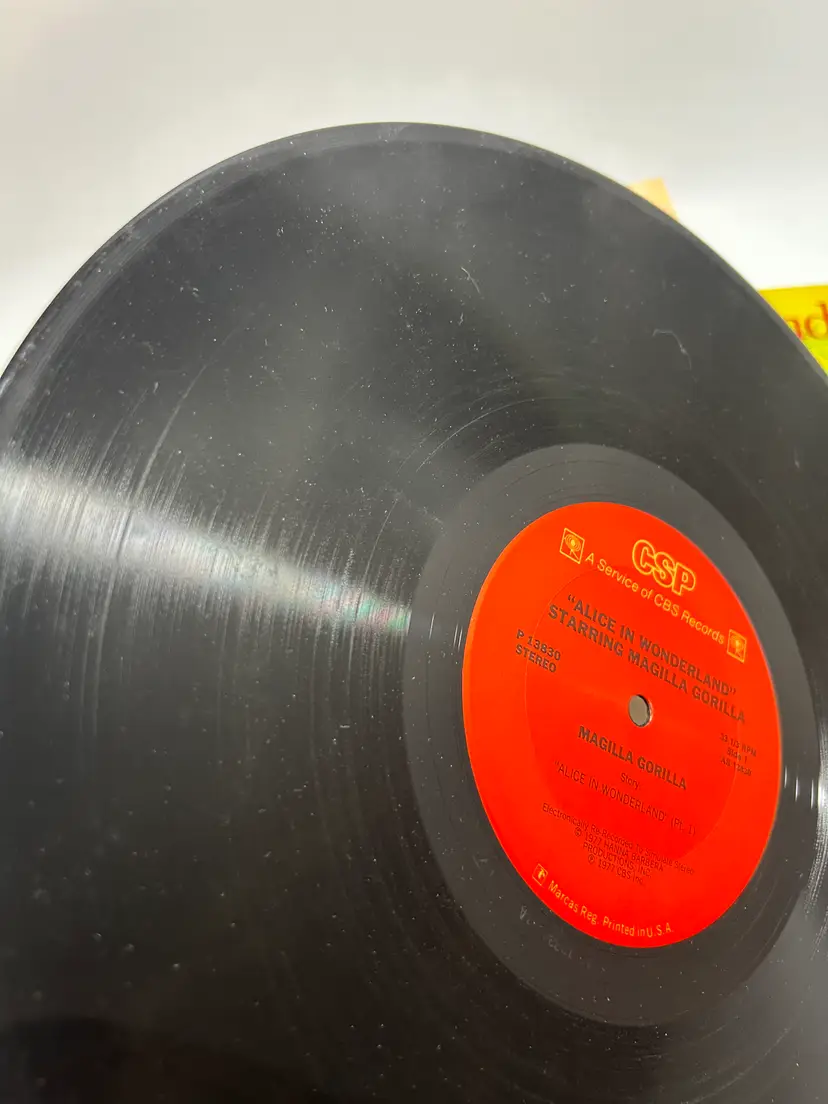 CSP
A Service of CBS Records
"ALICE IN WONDERLAND"
STARRING MAGILLA GORILLA
P 13830
STEREO
33 1/3 RPM
Side 1
MAGILLA GORILLA
Story:
"ALICE IN WONDERLAND" (Pt. 1)
Electronically Re-Recorded To Simulate Stereo
© 1977 HANNA-BARBERA
PRODUCTIONS, INC.
℗ 1977 CBS Inc.
Marcas Reg. Printed in U.S.A.